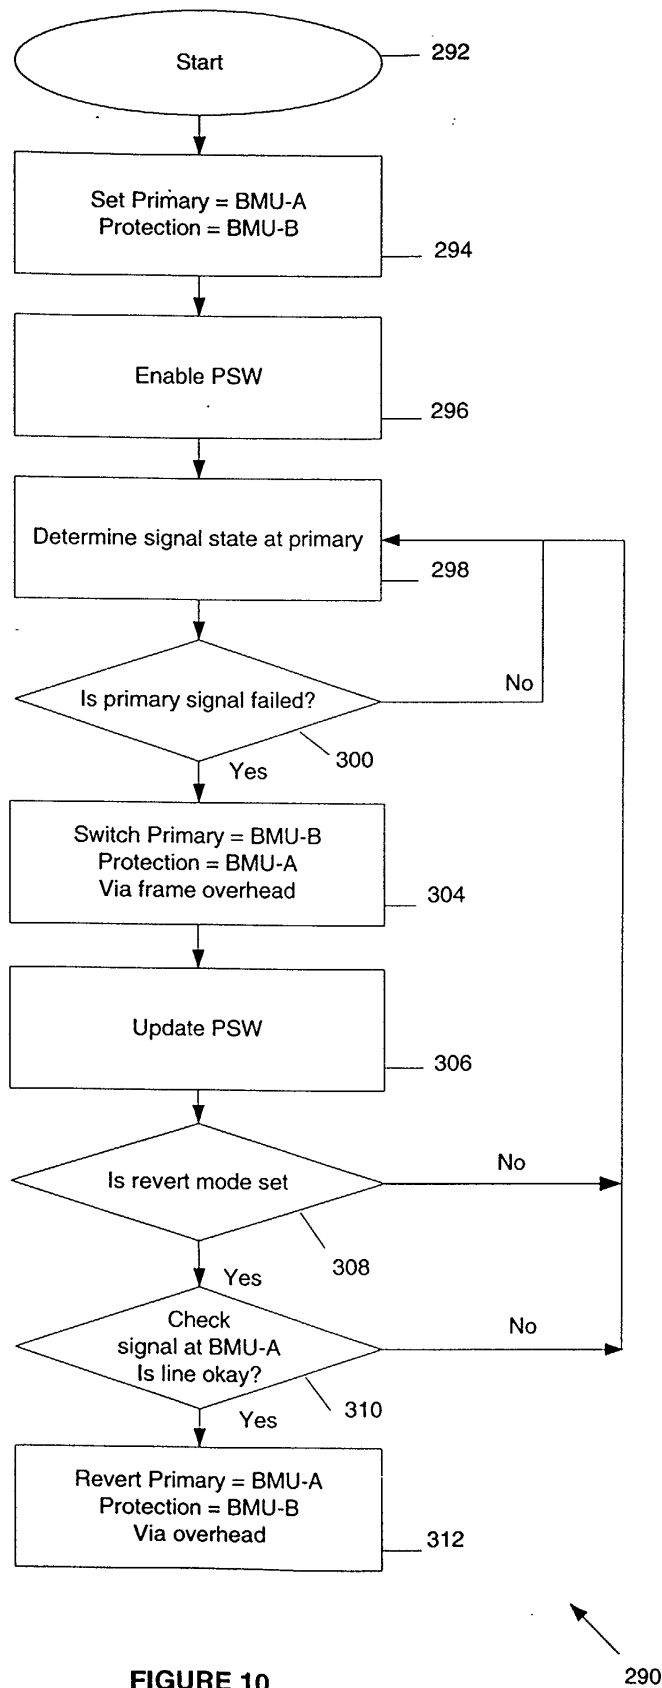 Start
292
Set Primary = BMU-A
Protection = BMU-B
294
Enable PSW
296
Determine signal state at primary
298
Is primary signal failed?
No
300
Yes
Switch Primary = BMU-B
Protection = BMU-A
Via frame overhead
304
Update PSW
306
Is revert mode set
No
308
Yes
Check
signal at BMU-A
Is line okay?
No
310
Yes
Revert Primary = BMU-A
Protection = BMU-B
Via overhead
312
290
FIGURE 10